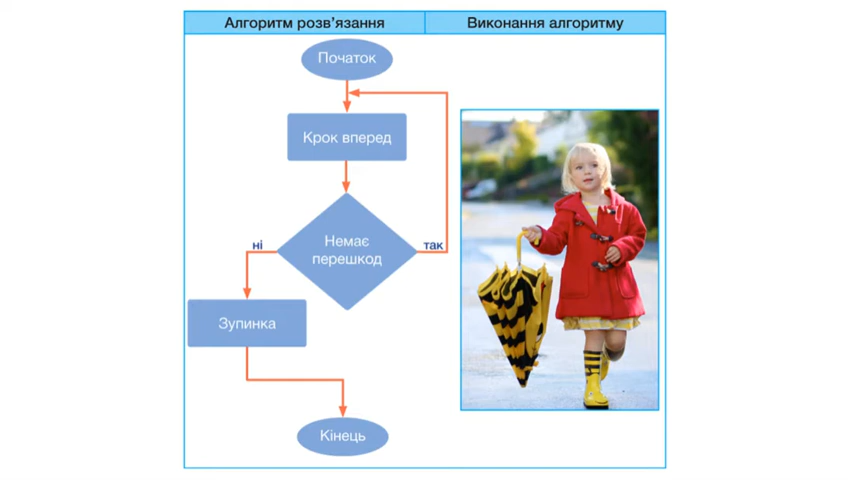 Алгоритм розв’язання
Виконання алгоритму
Початок
Крок вперед
Немає
перешкод
ні
так
Зупинка
Кінець